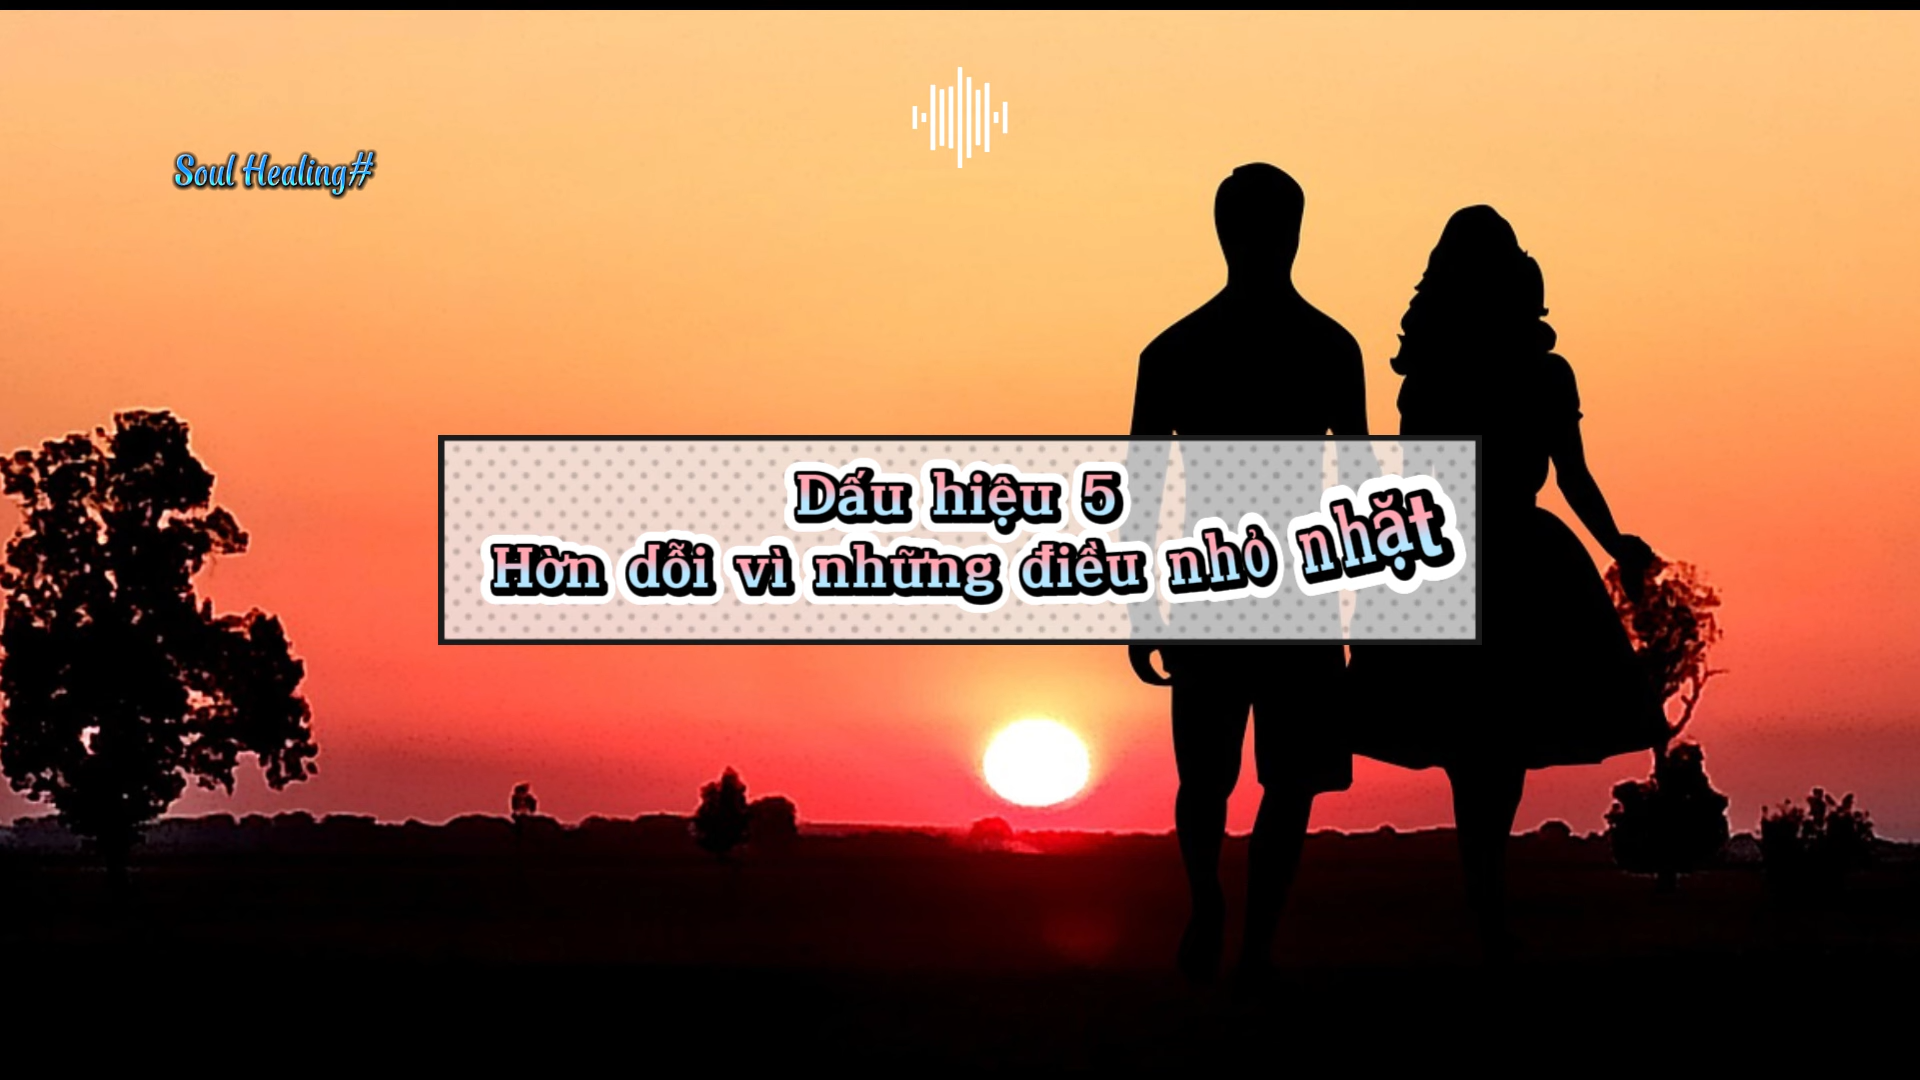 Soul Healing#
Dấu hiệu 5
Hờn dỗi vì những điều nhỏ nhặt